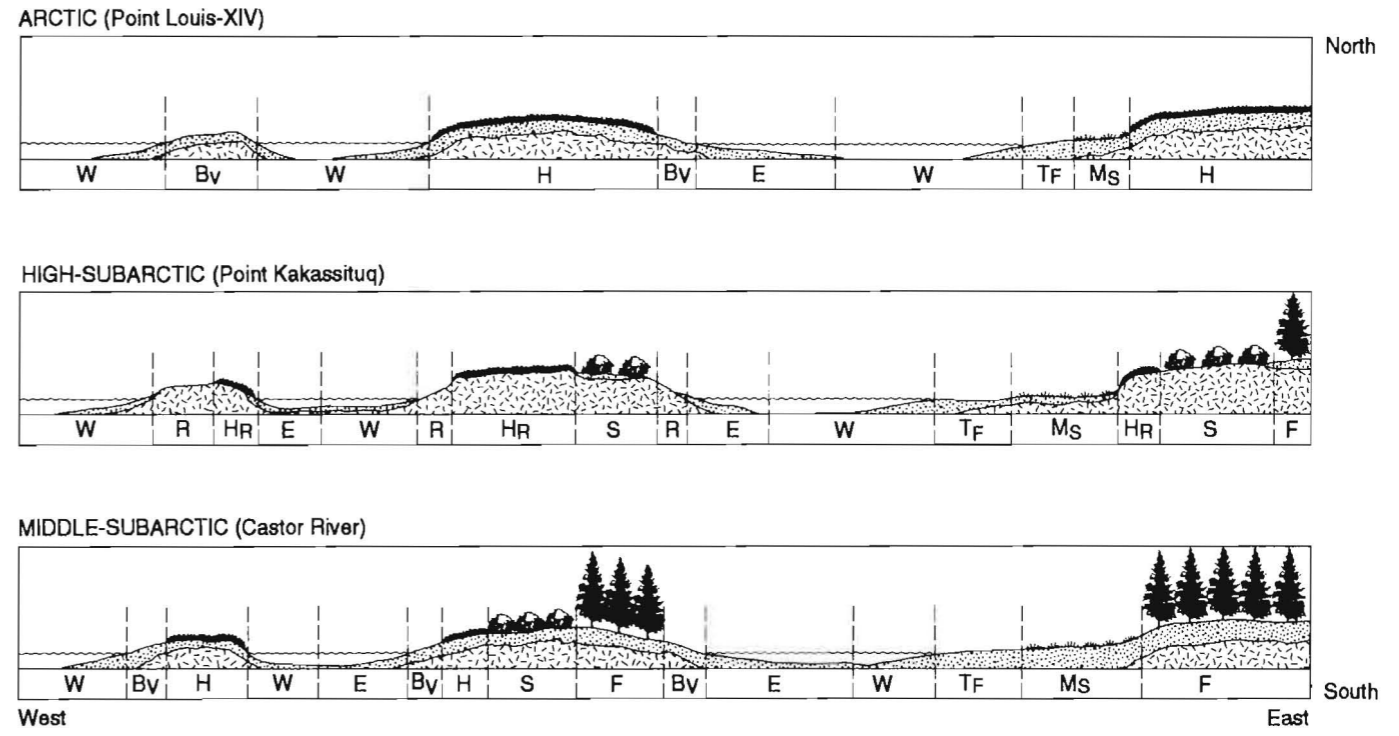 ARCTIC (Point Louis-XIV)
North
W Bv W H Bv E W TF Ms H
HIGH-SUBARCTIC (Point Kakassituq)
W R HR E W R HR S R E W TF Ms HR S F
MIDDLE-SUBARCTIC (Castor River)
W Bv H W E Bv H S F Bv E W TF Ms F
South
West East